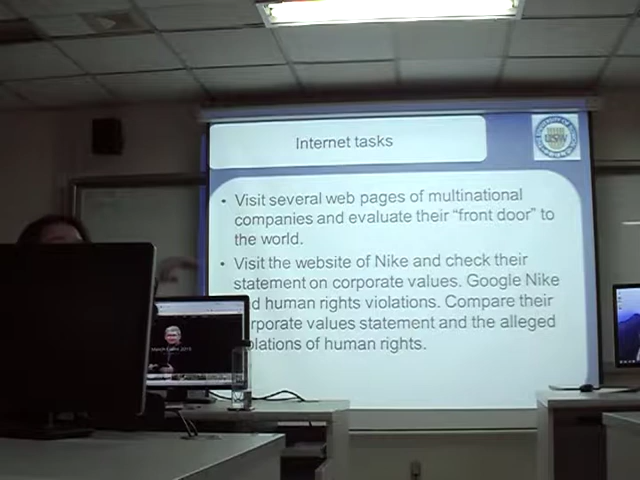 Internet tasks
• Visit several web pages of multinational
companies and evaluate their “front door” to
the world.
• Visit the website of Nike and check their
statement on corporate values. Google Nike
d human rights violations. Compare their
rporate values statement and the alleged
olations of human rights.